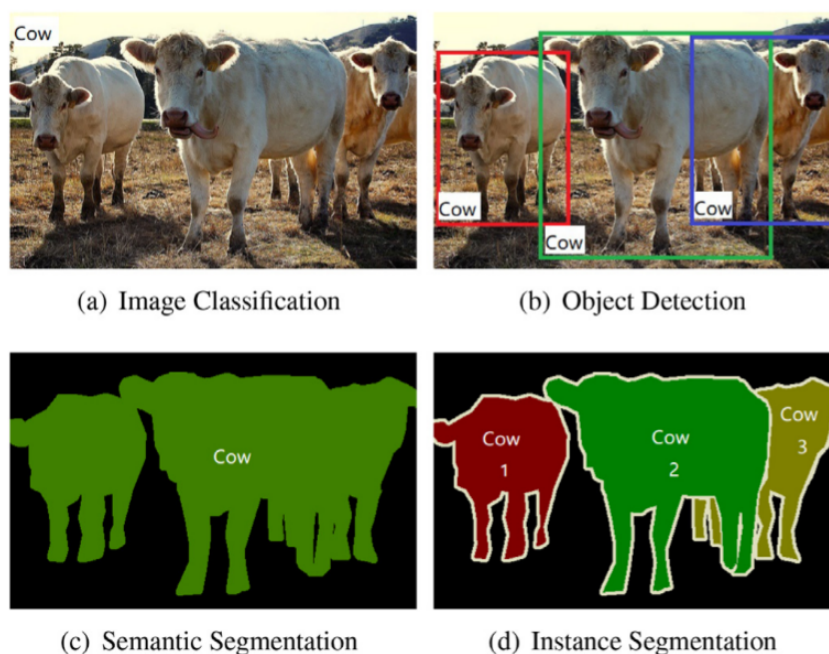 Cow
(a) Image Classification
Cow
Cow
Cow
(b) Object Detection
Cow
(c) Semantic Segmentation
Cow
1
Cow
2
Cow
3
(d) Instance Segmentation